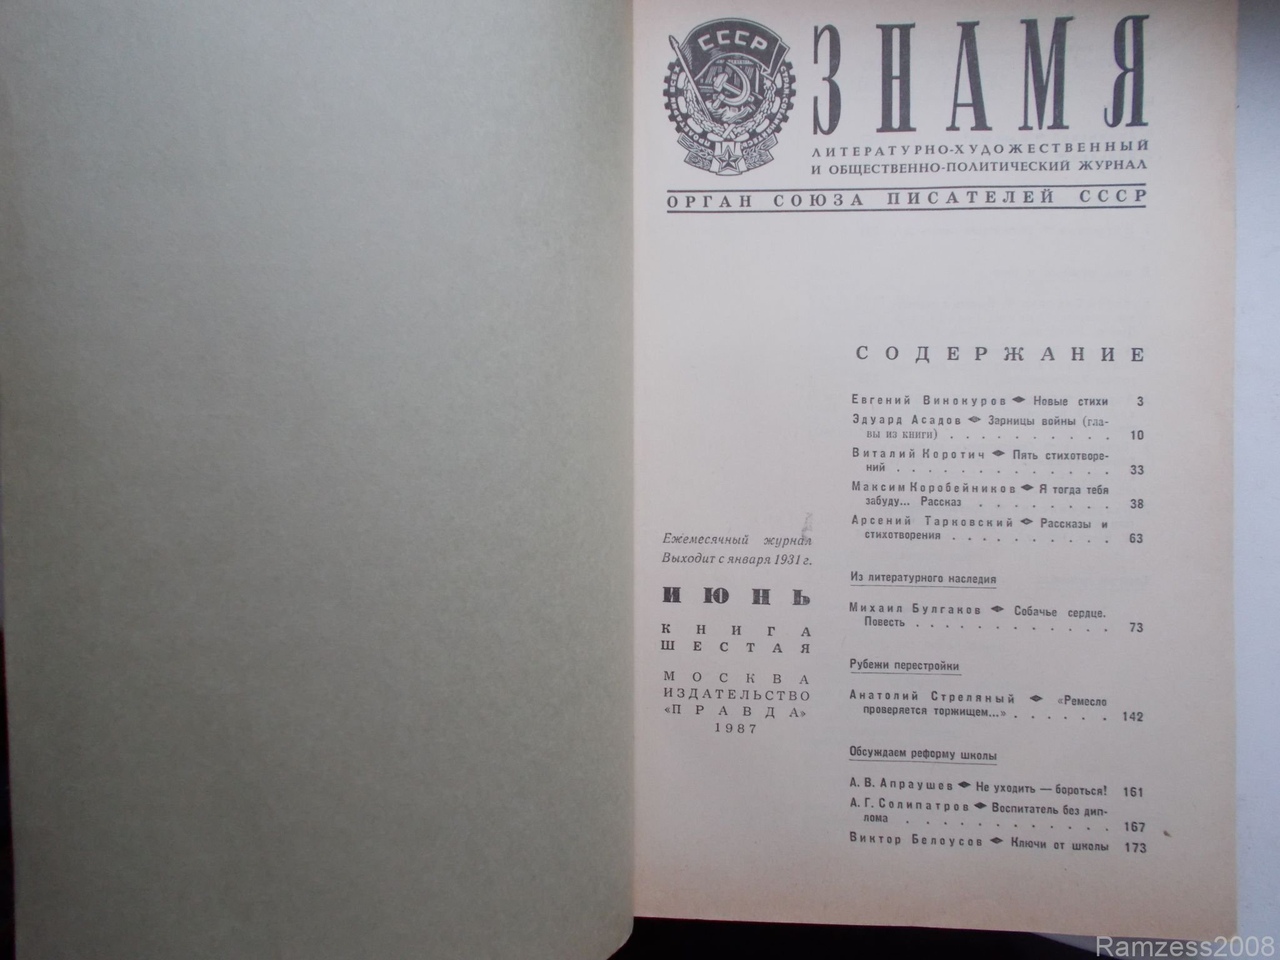 СССР
ЗНАМЯ
ЛИТЕРАТУРНО-ХУДОЖЕСТВЕННЫЙ
И ОБЩЕСТВЕННО-ПОЛИТИЧЕСКИЙ ЖУРНАЛ
ОРГАН СОЮЗА ПИСАТЕЛЕЙ СССР
Ежемесячный журнал
Выходит с января 1931 г.
ИЮНЬ
КНИГА
ШЕСТАЯ
МОСКВА
ИЗДАТЕЛЬСТВО
«ПРАВДА»
1987
СОДЕРЖАНИЕ
Евгений Винокуров ◆ Новые стихи 3
Эдуард Асадов ◆ Зарницы войны (гла-
вы из книги) . . . . . . . . . . 10
Виталий Коротич ◆ Пять стихотворе-
ний . . . . . . . . . . . . . 33
Максим Коробейников ◆ Я тогда тебя
забуду... Рассказ . . . . . . . . 38
Арсений Тарковский ◆ Рассказы и
стихотворения . . . . . . . . . . 63
Из литературного наследия
Михаил Булгаков ◆ Собачье сердце.
Повесть . . . . . . . . . . . . 73
Рубежи перестройки
Анатолий Стреляный ◆ «Ремесло
проверяется торжищем...» . . . . . . 142
Обсуждаем реформу школы
А. В. Апраушев ◆ Не уходить — бороться! 161
А. Г. Солипатров ◆ Воспитатель без дип-
лома . . . . . . . . . . . . 167
Виктор Белоусов ◆ Ключи от школы 173
Ramzess2008